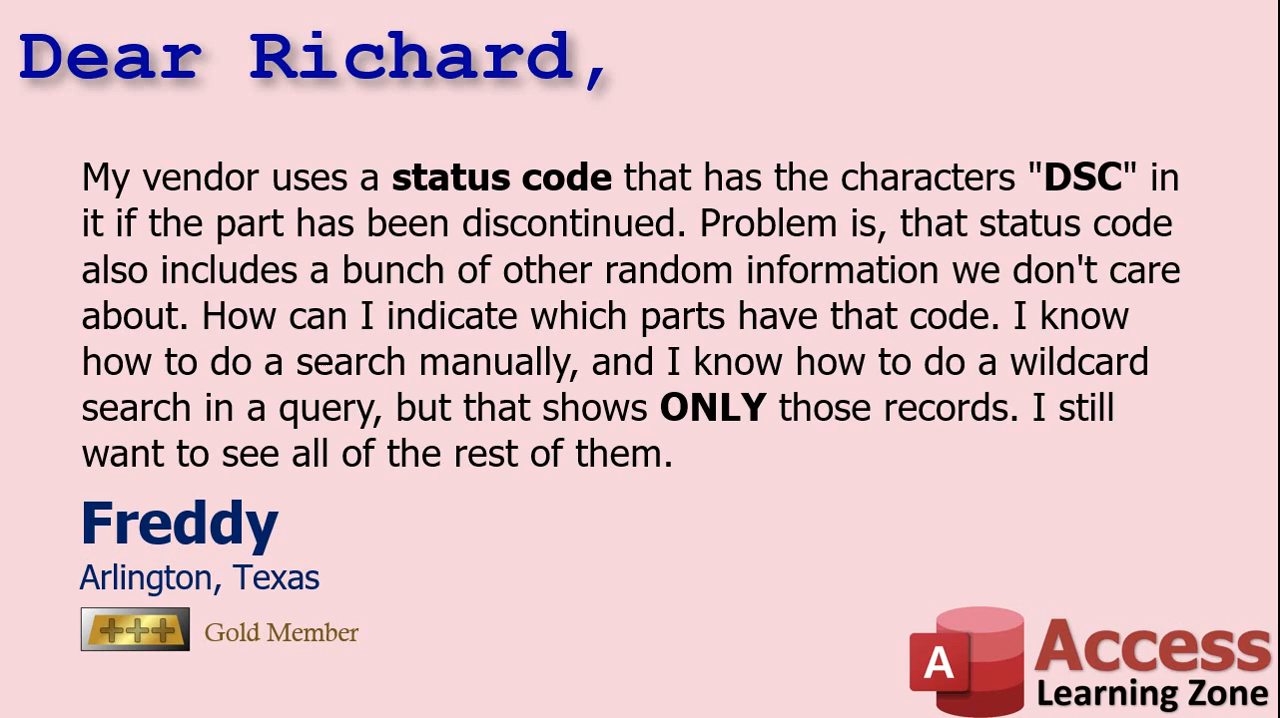 Dear Richard,
My vendor uses a status code that has the characters "DSC" in
it if the part has been discontinued. Problem is, that status code
also includes a bunch of other random information we don't care
about. How can I indicate which parts have that code. I know
how to do a search manually, and I know how to do a wildcard
search in a query, but that shows ONLY those records. I still
want to see all of the rest of them.
Freddy
Arlington, Texas
+++ Gold Member
A Access
Learning Zone